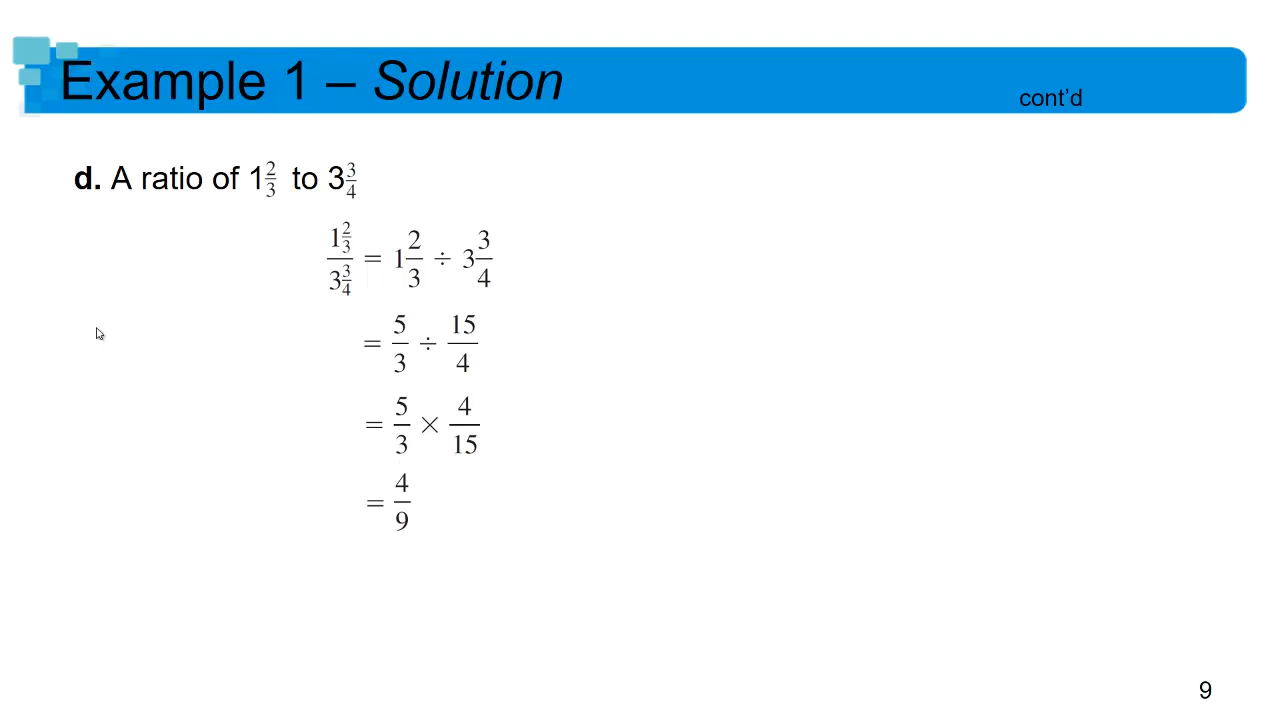 Example 1 – Solution
cont'd
d. A ratio of 1 2/3 to 3 3/4
(1 2/3)/(3 3/4) = 1 2/3 ÷ 3 3/4
= 5/3 ÷ 15/4
= 5/3 × 4/15
= 4/9
9